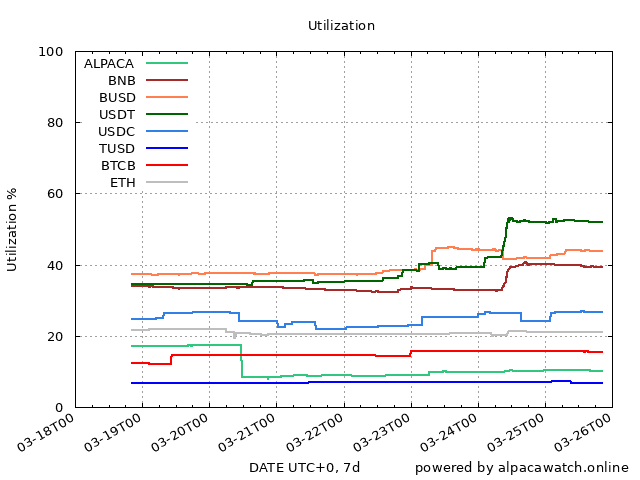 Utilization
100
80
60
40
20
0
Utilization %
ALPACA
BNB
BUSD
USDT
USDC
TUSD
BTCB
ETH
03-18T00
03-19T00
03-20T00
03-21T00
03-22T00
03-23T00
03-24T00
03-25T00
03-26T00
DATE UTC+0, 7d
powered by alpacawatch.online